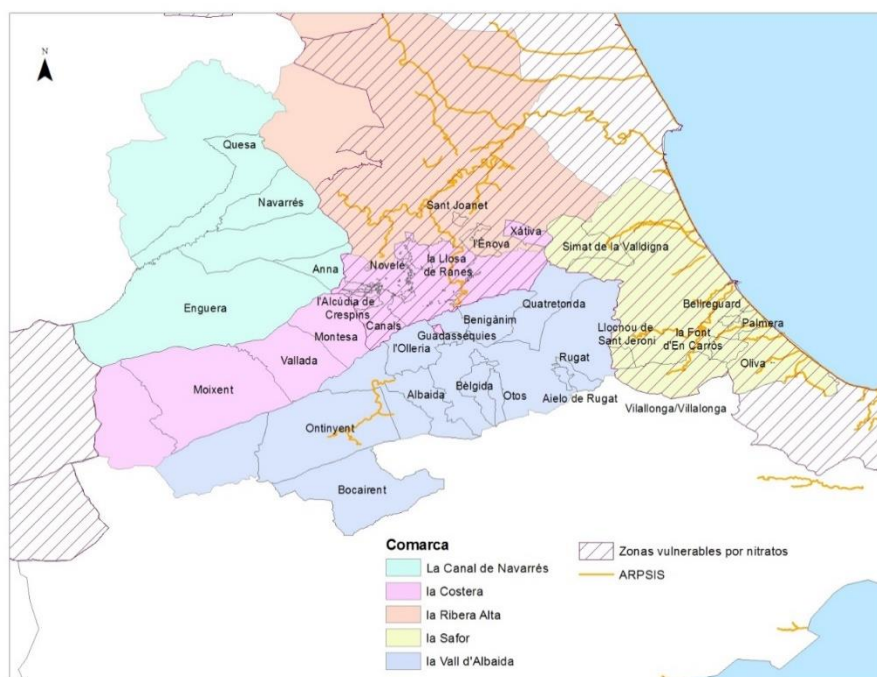 N
Quesa
Navarrés
Sant Joanet
Xàtiva
l'Ènova
Simat de la Valldigna
Anna
Novelé
la Llosa
de Ranes
Enguera
l'Alcúdia de
Crespins
Canals
Quatretonda
Bellreguard
Benigànim
Palmera
Montesa
Guadasséquies
Llocnou de
Sant Jeroni
la Font
d'En Carròs
l'Olleria
Vallada
Rugat
Oliva
Moixent
Albaida
Bèlgida
Otos
Aielo de Rugat
Vilallonga/Villalonga
Ontinyent
Bocairent
Comarca
La Canal de Navarrés
la Costera
la Ribera Alta
la Safor
la Vall d'Albaida
Zonas vulnerables por nitratos
ARPSIS